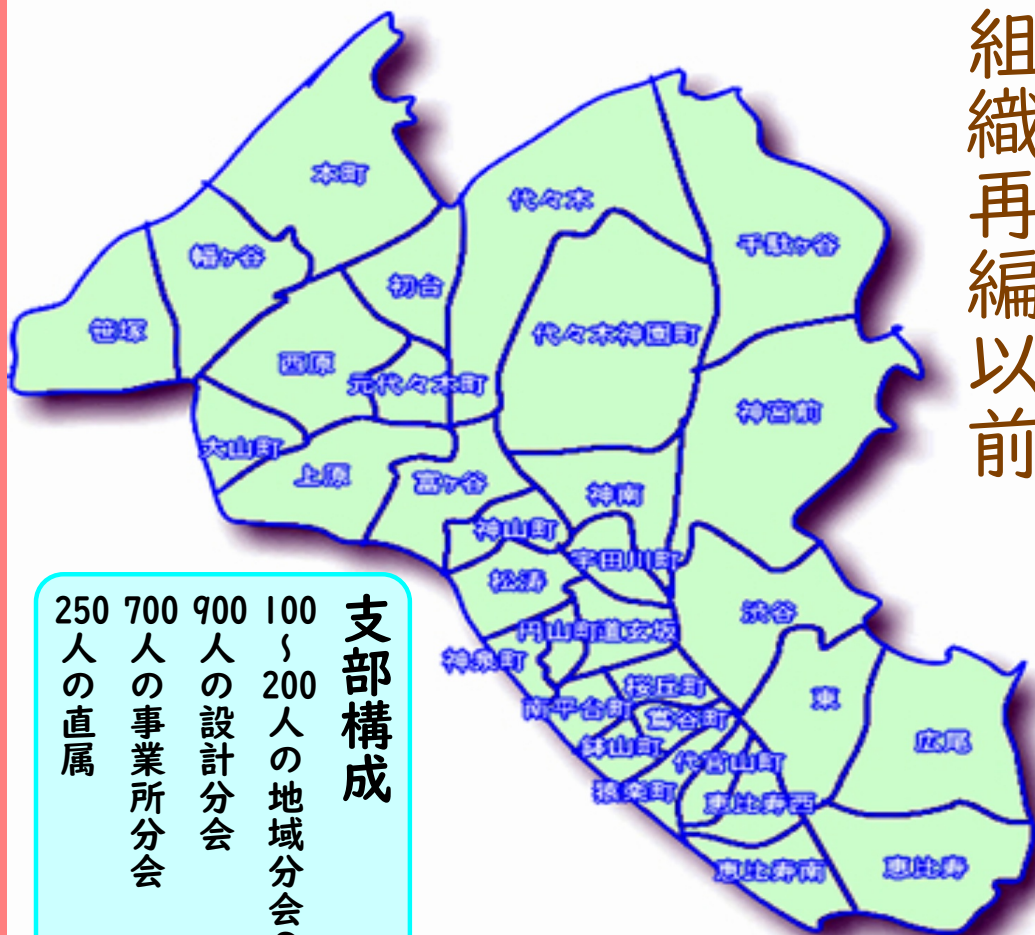 組織再編以前
本町
代々木
千駄ヶ谷
幡ヶ谷
初台
笹塚
代々木神園町
西原
元代々木町
神宮前
大山町
上原
富ヶ谷
神南
神山町
宇田川町
松涛
渋谷
円山町
道玄坂
神泉町
桜丘町
東
南平台町
鶯谷町
広尾
鉢山町
代官山町
猿楽町
恵比寿西
恵比寿南
恵比寿
支部構成
100~200人の地域分会
900人の設計分会
700人の事業所分会
250人の直属